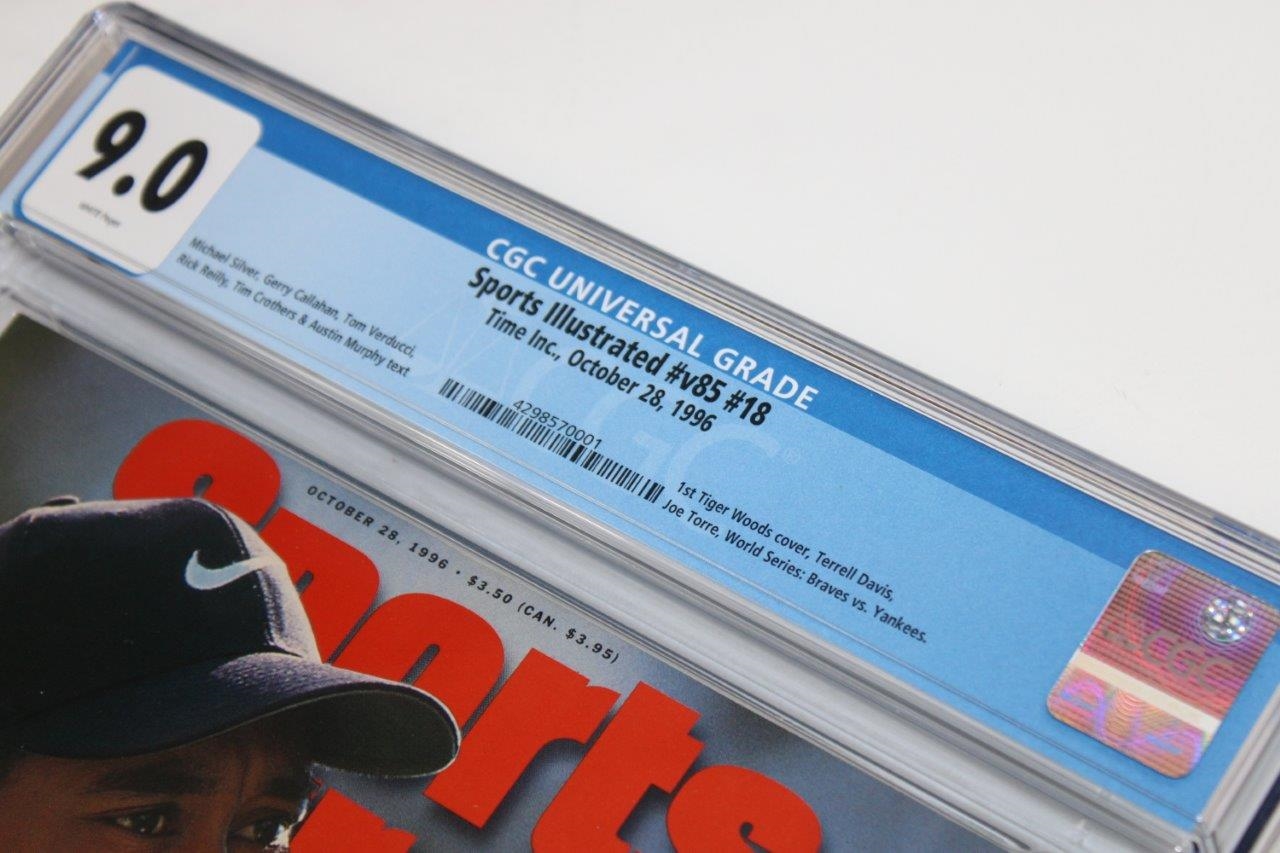 9.0
WHITE Pages
CGC UNIVERSAL GRADE
Sports Illustrated #v85 #18
Time Inc., October 28, 1996
Michael Silver, Gerry Callahan, Tom Verducci,
Rick Reilly, Tim Crothers & Austin Murphy text
4298570001
1st Tiger Woods cover, Terrell Davis,
Joe Torre, World Series: Braves vs. Yankees.
CGC
CGC
OCTOBER 28, 1996 · $3.50 (CAN. $3.95)
Sports